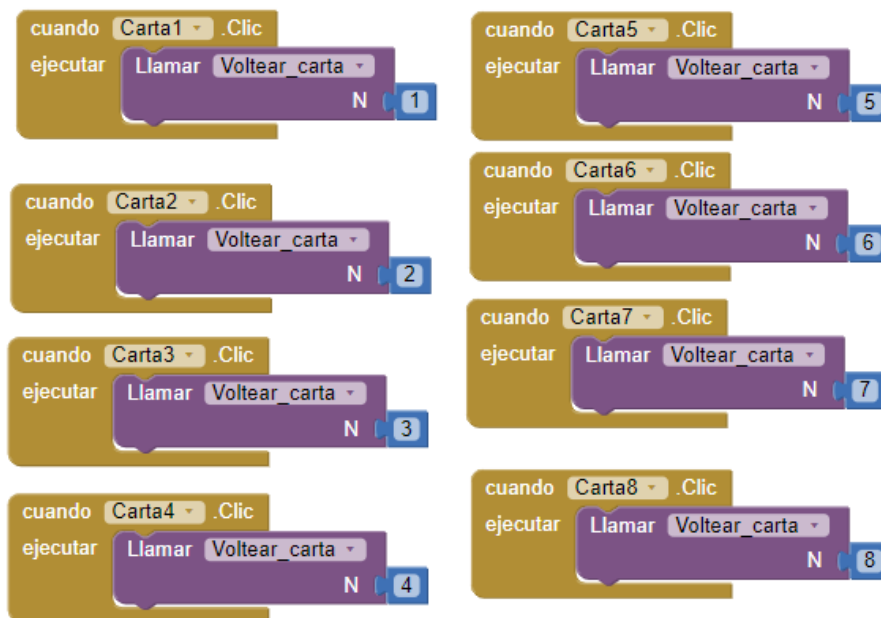 cuando Carta1 .Clic
ejecutar Llamar Voltear_carta
N 1
cuando Carta2 .Clic
ejecutar Llamar Voltear_carta
N 2
cuando Carta3 .Clic
ejecutar Llamar Voltear_carta
N 3
cuando Carta4 .Clic
ejecutar Llamar Voltear_carta
N 4
cuando Carta5 .Clic
ejecutar Llamar Voltear_carta
N 5
cuando Carta6 .Clic
ejecutar Llamar Voltear_carta
N 6
cuando Carta7 .Clic
ejecutar Llamar Voltear_carta
N 7
cuando Carta8 .Clic
ejecutar Llamar Voltear_carta
N 8